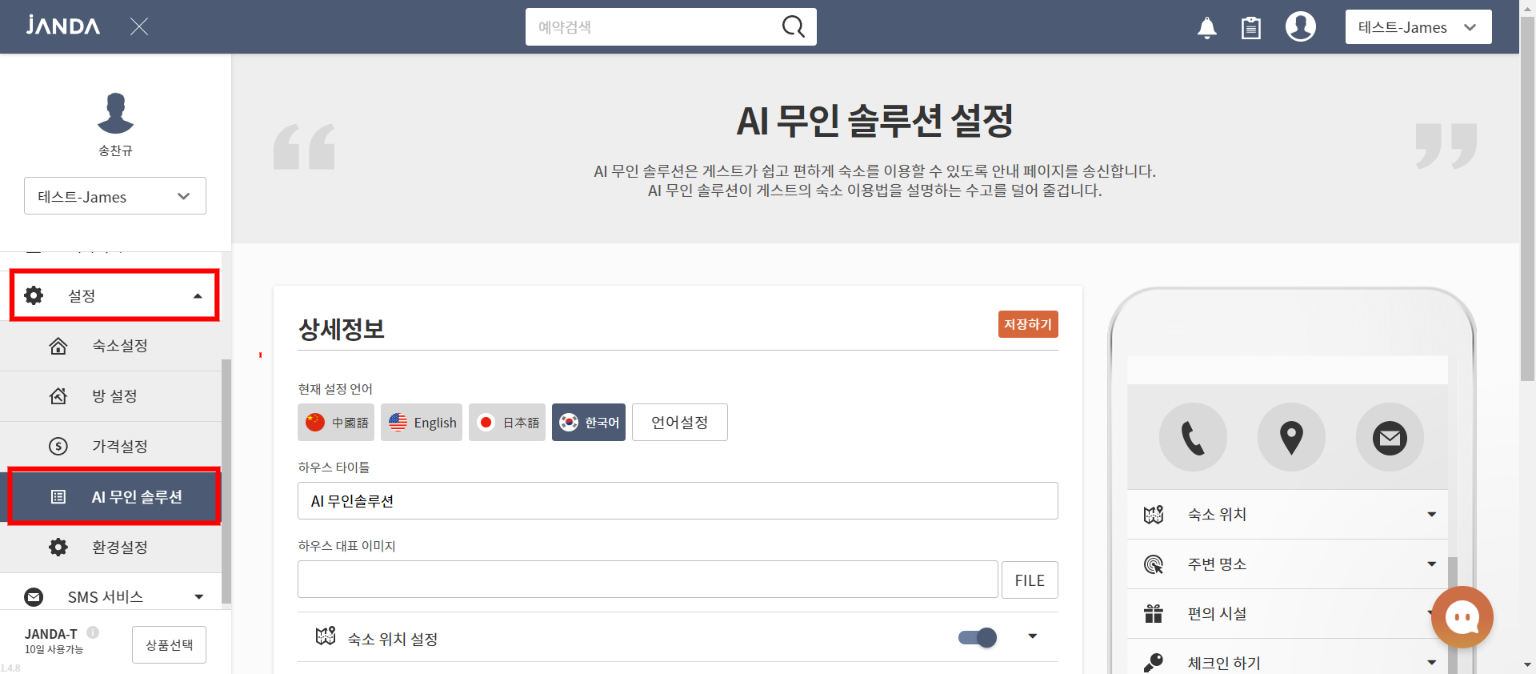 JANDA
예약검색
테스트-James
송찬규
테스트-James
설정
숙소설정
방 설정
가격설정
AI 무인 솔루션
환경설정
SMS 서비스
JANDA-T
10일 사용가능
상품선택
1.4.8
AI 무인 솔루션 설정
AI 무인 솔루션은 게스트가 쉽고 편하게 숙소를 이용할 수 있도록 안내 페이지를 송신합니다.
AI 무인 솔루션이 게스트의 숙소 이용법을 설명하는 수고를 덜어 줄겁니다.
상세정보
저장하기
현재 설정 언어
中國語
English
日本語
한국어
언어설정
하우스 타이틀
AI 무인솔루션
하우스 대표 이미지
FILE
숙소 위치 설정
숙소 위치
주변 명소
편의 시설
체크인 하기